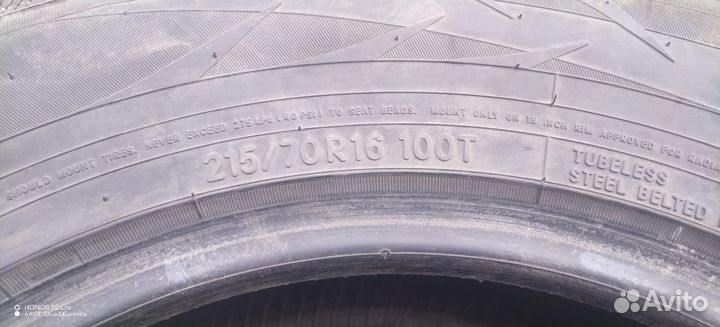 SHOULD MOUNT TIRES. NEVER EXCEED 275 KPa (40 PSI) TO SEAT BEADS. MOUNT ONLY ON 16 INCH RIM APPROVED FOR RADIA
215/70R16 100T
TUBELESS
STEEL BELTED
HONOR 50 Lite
64MP Quad Camera
Avito